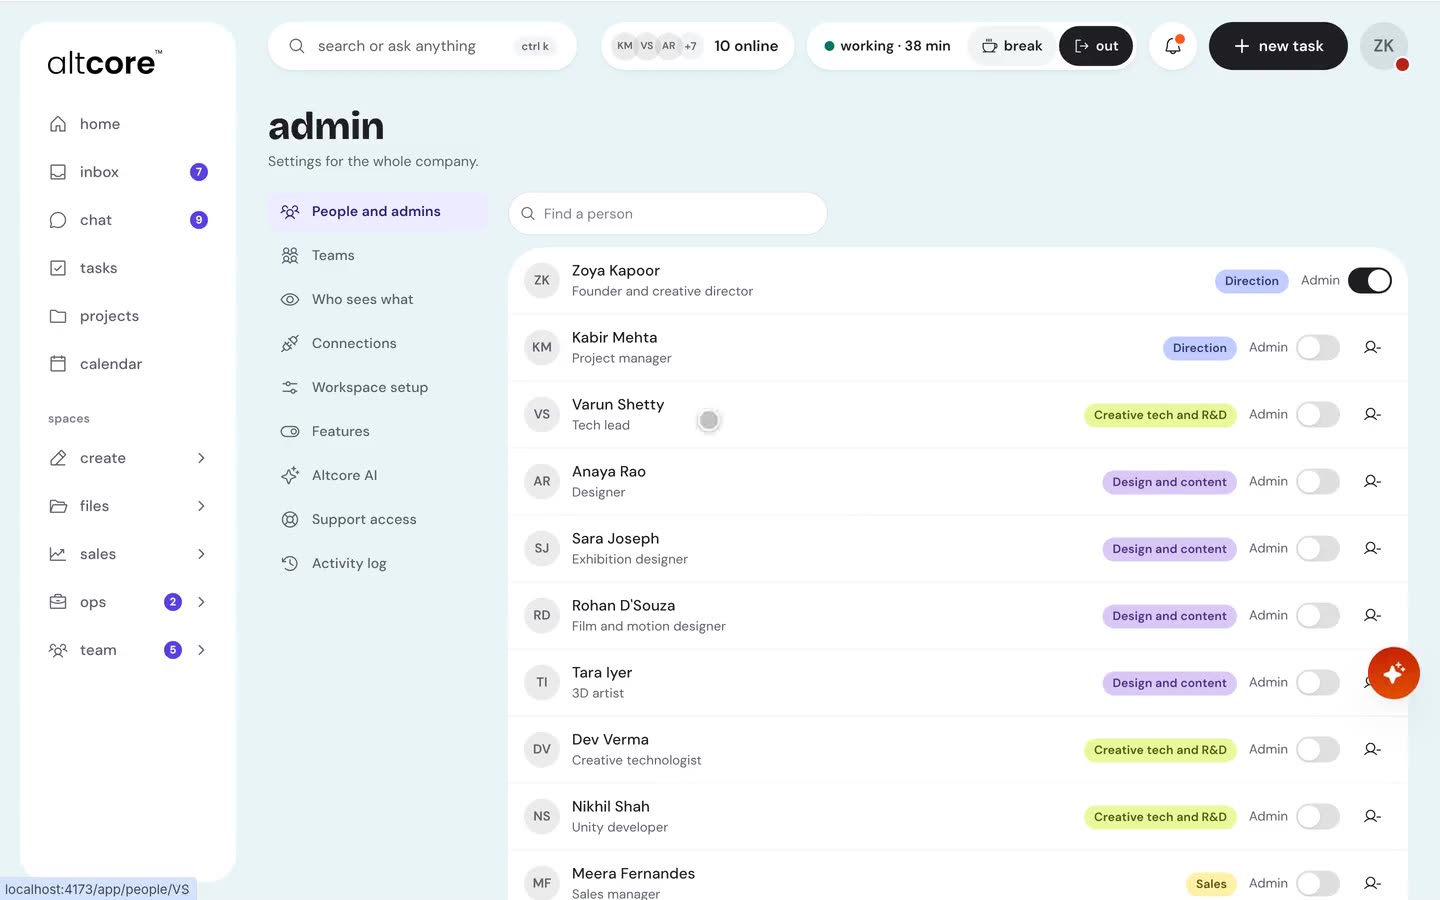 altcore™
home
inbox 7
chat 9
tasks
projects
calendar
spaces
create
files
sales
ops 2
team 5
search or ask anything ctrl k
KM VS AR +7 10 online
working · 38 min break out
new task
ZK
admin
Settings for the whole company.
People and admins
Teams
Who sees what
Connections
Workspace setup
Features
Altcore AI
Support access
Activity log
Find a person
ZK Zoya Kapoor Direction Admin
Founder and creative director
KM Kabir Mehta Direction Admin
Project manager
VS Varun Shetty Creative tech and R&D Admin
Tech lead
AR Anaya Rao Design and content Admin
Designer
SJ Sara Joseph Design and content Admin
Exhibition designer
RD Rohan D'Souza Design and content Admin
Film and motion designer
TI Tara Iyer Design and content Admin
3D artist
DV Dev Verma Creative tech and R&D Admin
Creative technologist
NS Nikhil Shah Creative tech and R&D Admin
Unity developer
MF Meera Fernandes Sales Admin
Sales manager
localhost:4173/app/people/VS